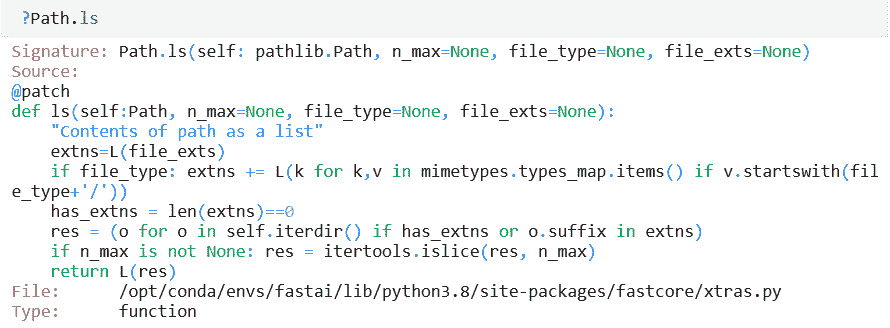 ?Path.ls
Signature: Path.ls(self: pathlib.Path, n_max=None, file_type=None, file_exts=None)
Source:
@patch
def ls(self:Path, n_max=None, file_type=None, file_exts=None):
    "Contents of path as a list"
    extns=L(file_exts)
    if file_type: extns += L(k for k,v in mimetypes.types_map.items() if v.startswith(fil
e_type+'/'))
    has_extns = len(extns)==0
    res = (o for o in self.iterdir() if has_extns or o.suffix in extns)
    if n_max is not None: res = itertools.islice(res, n_max)
    return L(res)
File:      /opt/conda/envs/fastai/lib/python3.8/site-packages/fastcore/xtras.py
Type:      function